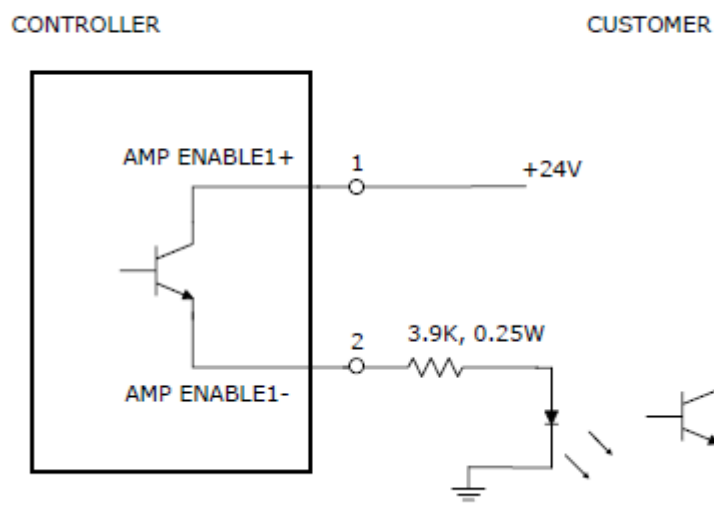 CONTROLLER
CUSTOMER
AMP ENABLE1+
1
+24V
2
3.9K, 0.25W
AMP ENABLE1-